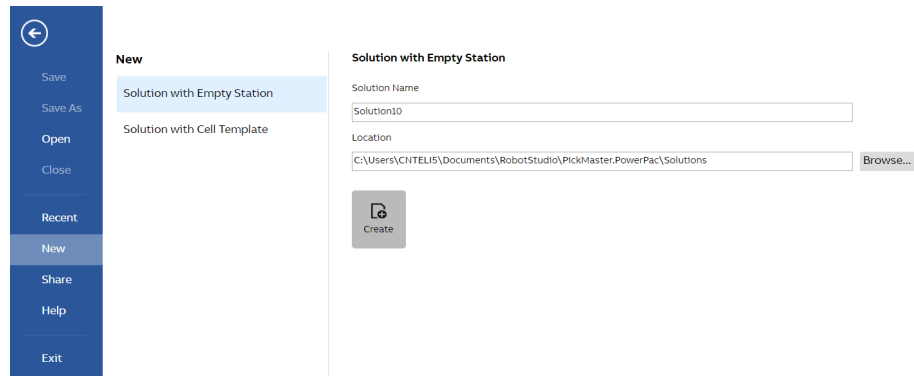 Save
Save As
Open
Close
Recent
New
Share
Help
Exit
New
Solution with Empty Station
Solution with Cell Template
Solution with Empty Station
Solution Name
Solution10
Location
C:\Users\CNTELI5\Documents\RobotStudio\PickMaster.PowerPac\Solutions
Browse...
Create